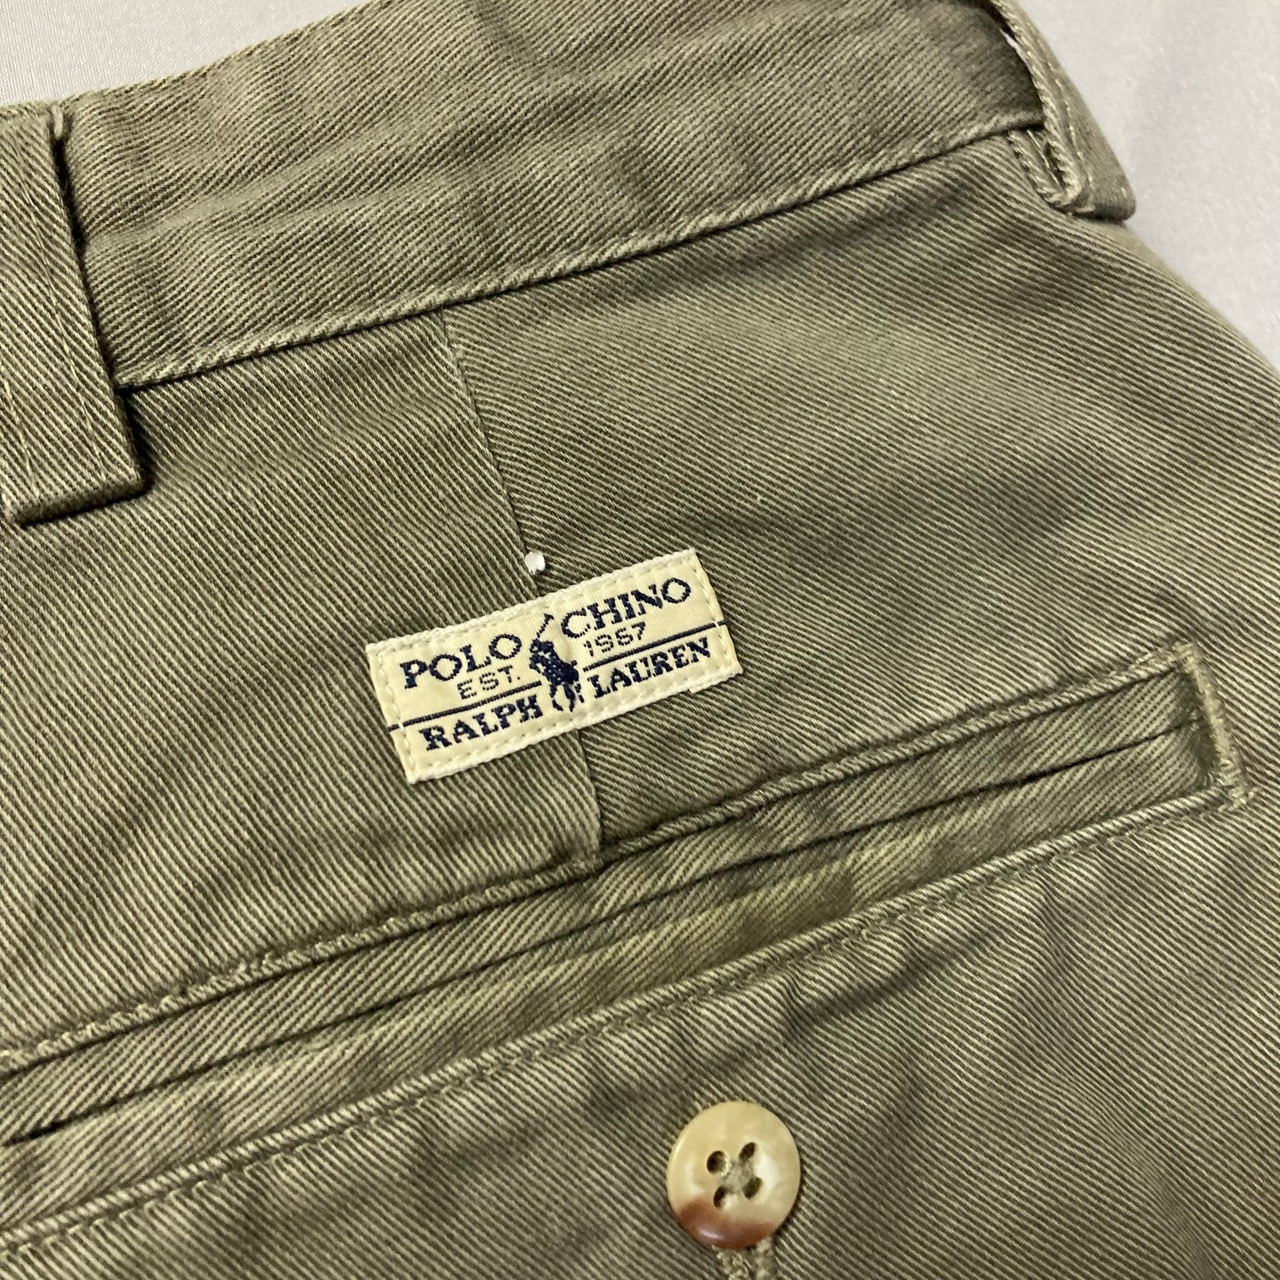 POLO CHINO
EST. 1967
RALPH LAUREN